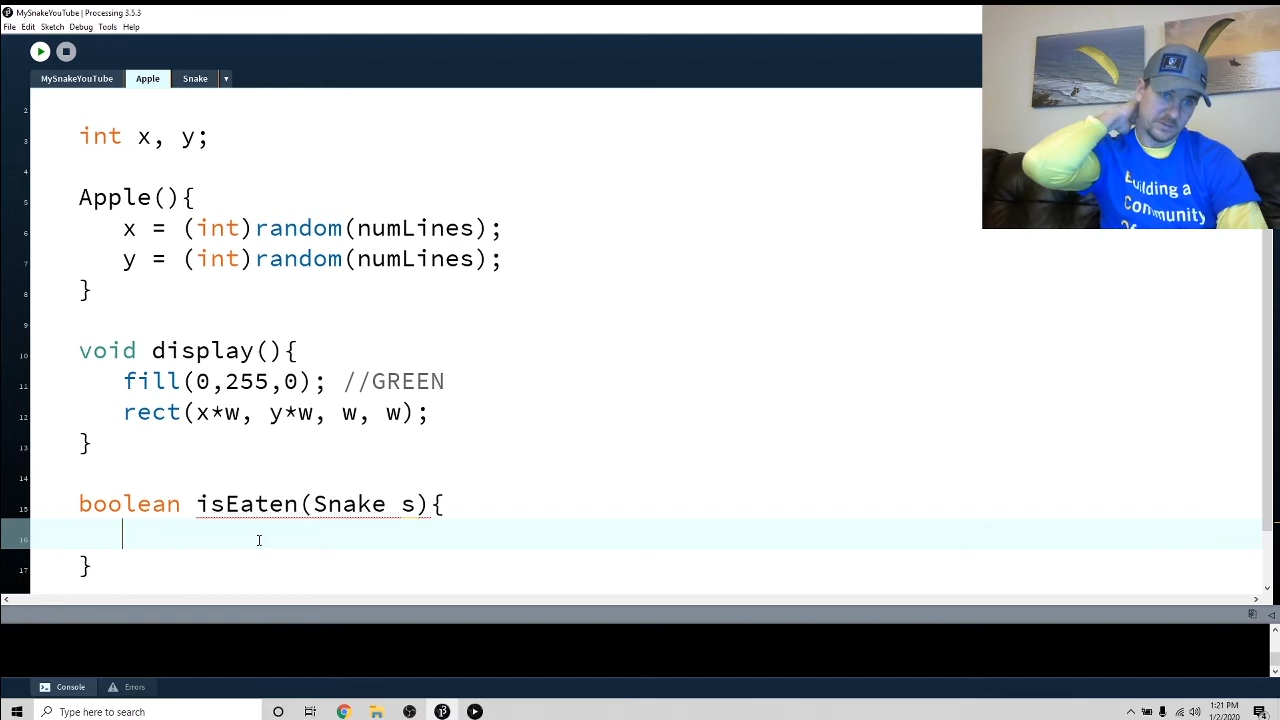 MySnakeYouTube | Processing 3.5.3
File Edit Sketch Debug Tools Help
MySnakeYouTube Apple Snake
2
3 int x, y;
4
5 Apple(){
6 x = (int)random(numLines);
7 y = (int)random(numLines);
8 }
9
10 void display(){
11 fill(0,255,0); //GREEN
12 rect(x*w, y*w, w, w);
13 }
14
15 boolean isEaten(Snake s){
16
17 }
Building a
Community
Console Errors
Type here to search
1:21 PM
1/2/2020